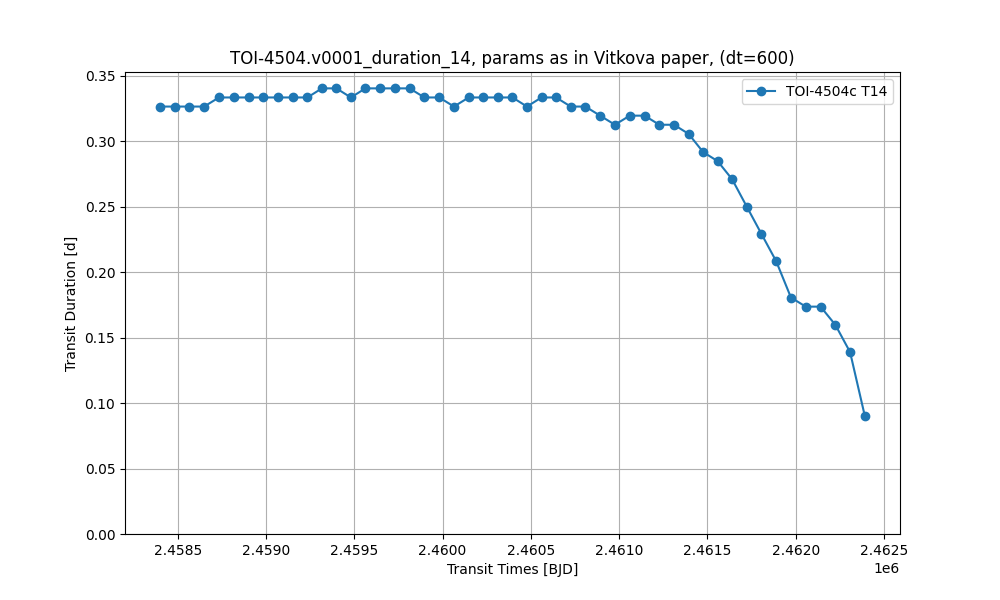 TOI-4504.v0001_duration_14, params as in Vitkova paper, (dt=600)
TOI-4504c T14
Transit Duration [d]
0.35
0.30
0.25
0.20
0.15
0.10
0.05
0.00
2.4585 2.4590 2.4595 2.4600 2.4605 2.4610 2.4615 2.4620 2.4625
1e6
Transit Times [BJD]